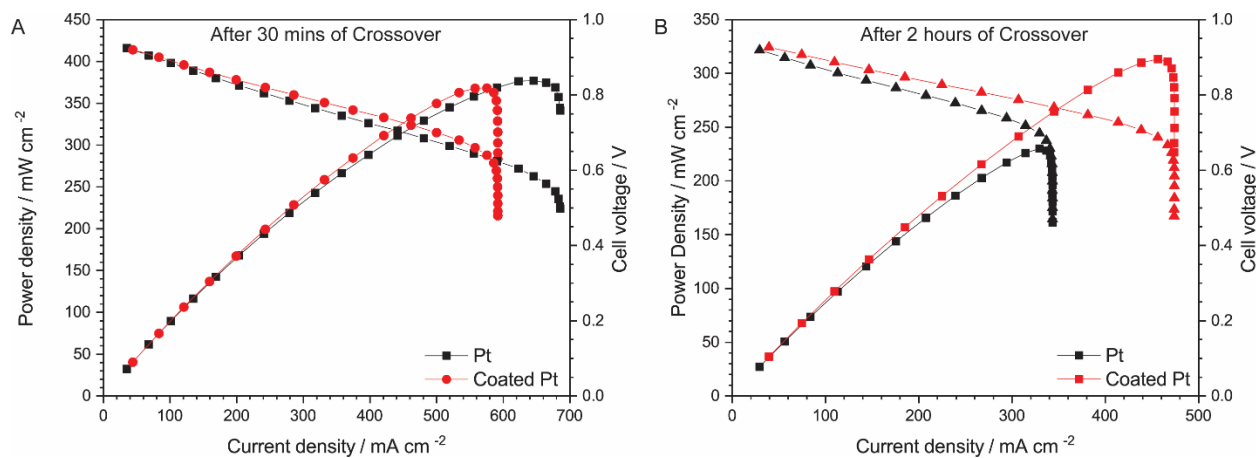 A
After 30 mins of Crossover
Power density / mW cm -2
450
400
350
300
250
200
150
100
50
0
1.0
0.8
0.6
0.4
0.2
0.0
Cell voltage / V
Pt
Coated Pt
0 100 200 300 400 500 600 700
Current density / mA cm -2
B
After 2 hours of Crossover
Power Density / mW cm -2
350
300
250
200
150
100
50
0
1.0
0.8
0.6
0.4
0.2
0.0
Cell voltage / V
Pt
Coated Pt
0 100 200 300 400 500
Current density / mA cm -2